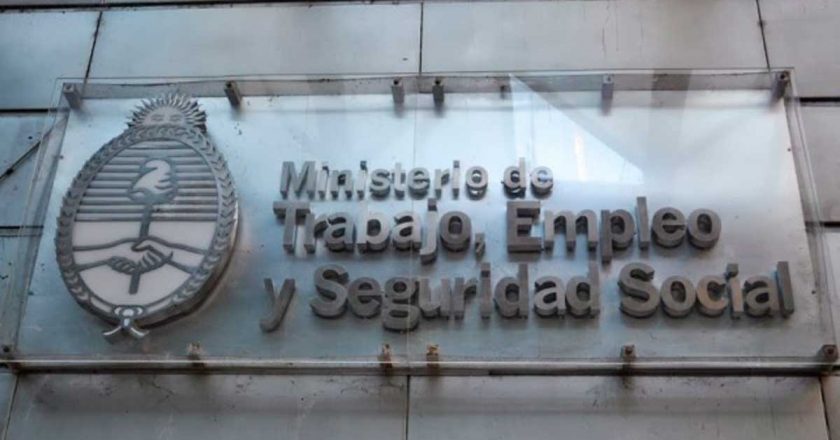 Ministerio de
Trabajo, Empleo
y Seguridad Social